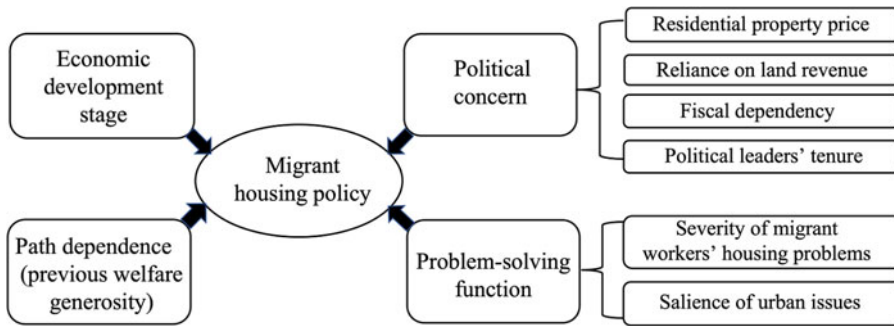 Economic
development
stage
Path dependence
(previous welfare
generosity)
Migrant
housing policy
Political
concern
Problem-solving
function
Residential property price
Reliance on land revenue
Fiscal dependency
Political leaders' tenure
Severity of migrant
workers' housing problems
Salience of urban issues